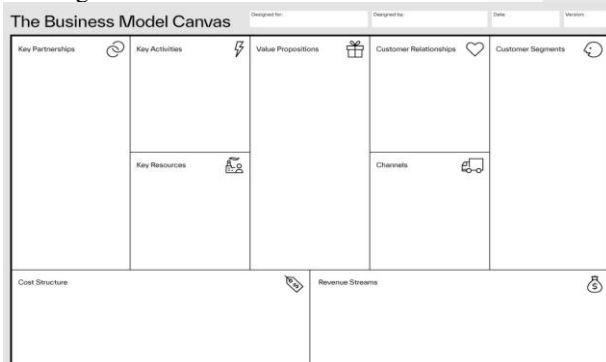 The Business Model Canvas
Designed for:
Designed by:
Date:
Version:
Key Partnerships
Key Activities
Value Propositions
Customer Relationships
Customer Segments
Key Resources
Channels
Cost Structure
Revenue Streams